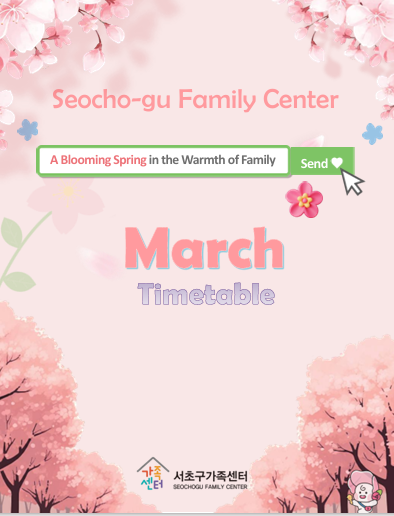 Seocho-gu Family Center
A Blooming Spring in the Warmth of Family
Send
March
Timetable
가족
센터
서초구가족센터
SEOCHOGU FAMILY CENTER